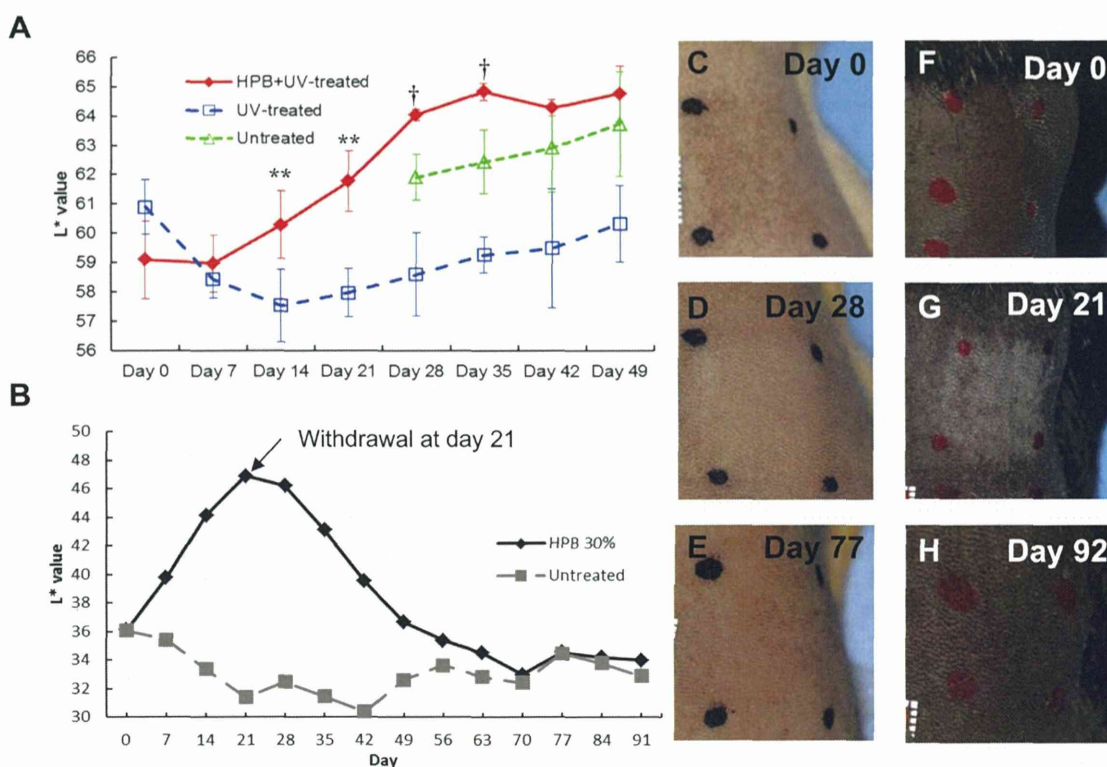 A
66
65
64
63
62
61
60
59
58
57
56
L* value
HPB+UV-treated
UV-treated
Untreated
**
**
†
†
Day 0 Day 7 Day 14 Day 21 Day 28 Day 35 Day 42 Day 49
B
50
48
46
44
42
40
38
36
34
32
30
L* value
Withdrawal at day 21
HPB 30%
Untreated
0 7 14 21 28 35 42 49 56 63 70 77 84 91
Day
C Day 0
D Day 28
E Day 77
F Day 0
G Day 21
H Day 92